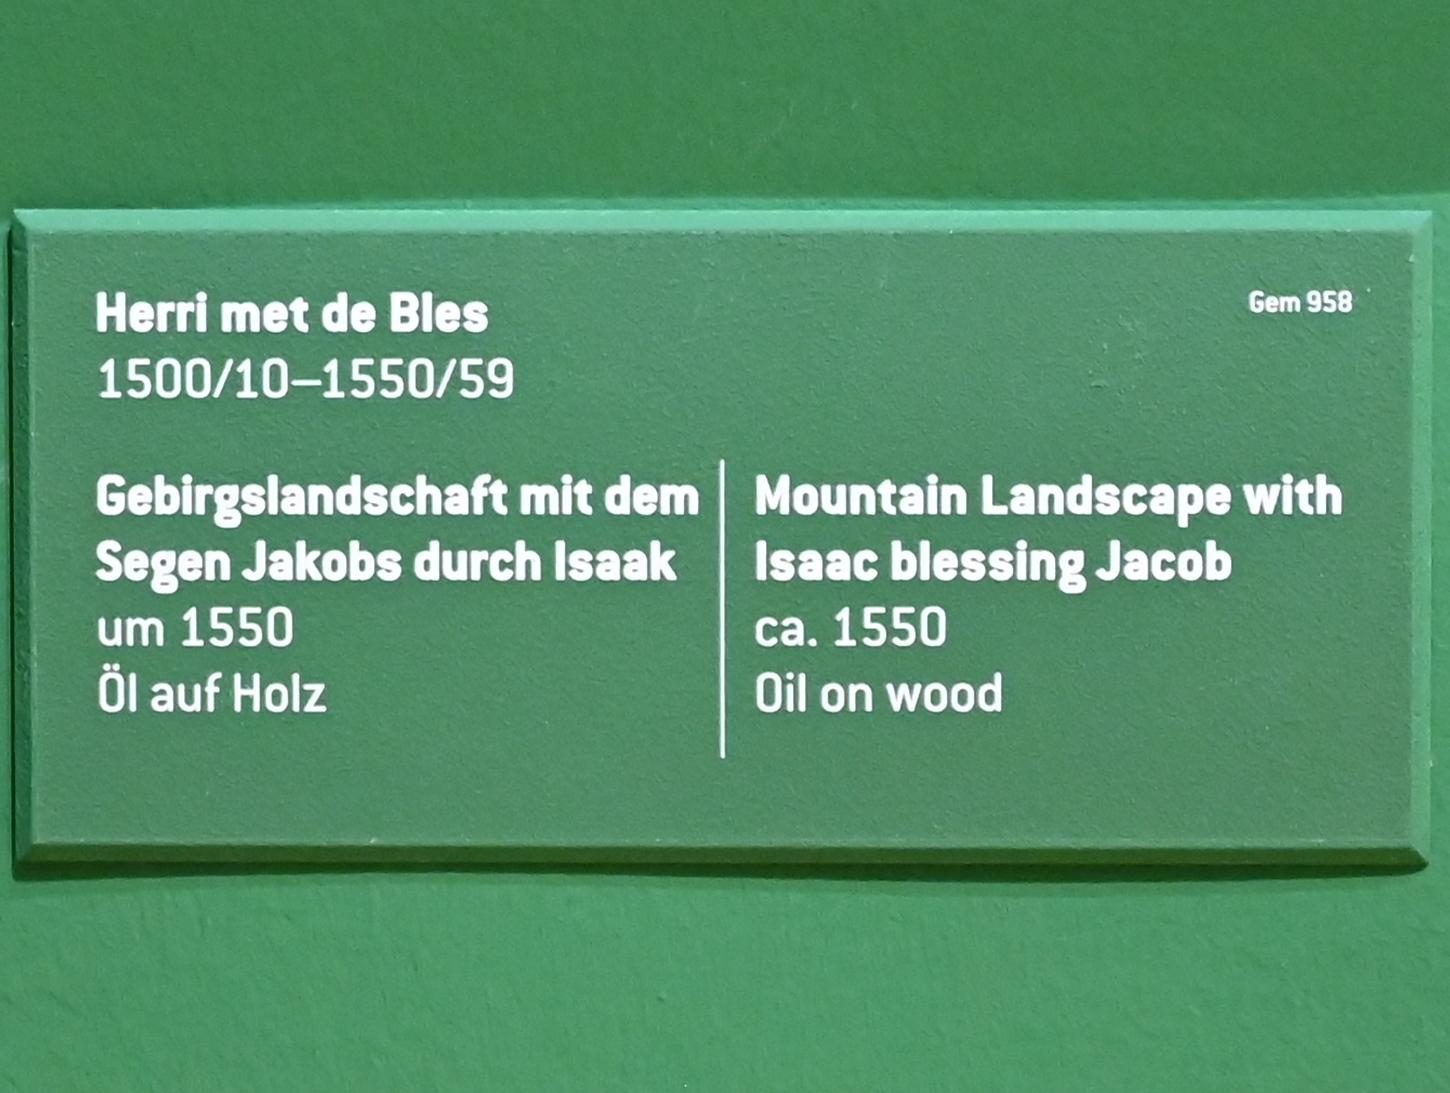 Herri met de Bles
1500/10–1550/59
Gem 958
Gebirgslandschaft mit dem
Segen Jakobs durch Isaak
um 1550
Öl auf Holz
Mountain Landscape with
Isaac blessing Jacob
ca. 1550
Oil on wood